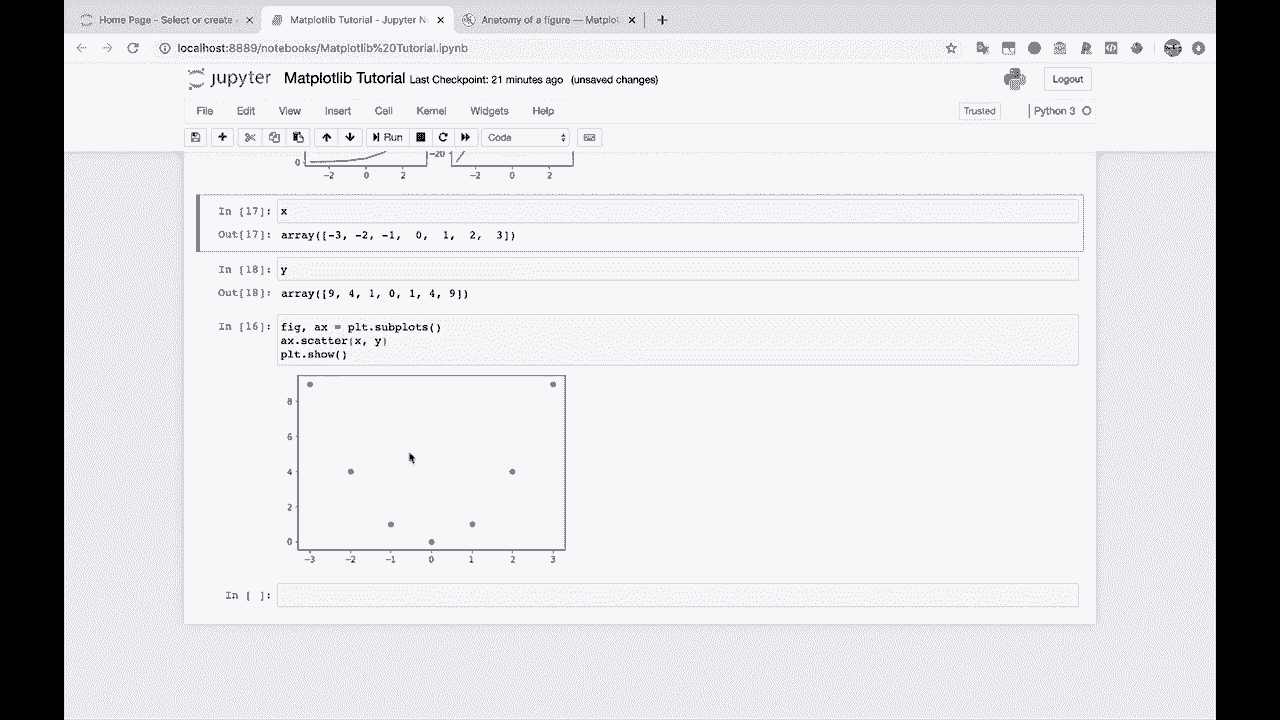 Home Page - Select or create
Matplotlib Tutorial - Jupyter N
Anatomy of a figure — Matplot
localhost:8889/notebooks/Matplotlib%20Tutorial.ipynb
jupyter Matplotlib Tutorial Last Checkpoint: 21 minutes ago (unsaved changes)
Logout
File Edit View Insert Cell Kernel Widgets Help
Trusted
Python 3
Run
Code
0
-20
-2 0 2
-2 0 2
In [17]: x
Out[17]: array([-3, -2, -1, 0, 1, 2, 3])
In [18]: y
Out[18]: array([9, 4, 1, 0, 1, 4, 9])
In [16]: fig, ax = plt.subplots()
ax.scatter(x, y)
plt.show()
8
6
4
2
0
-3 -2 -1 0 1 2 3
In [ ]: